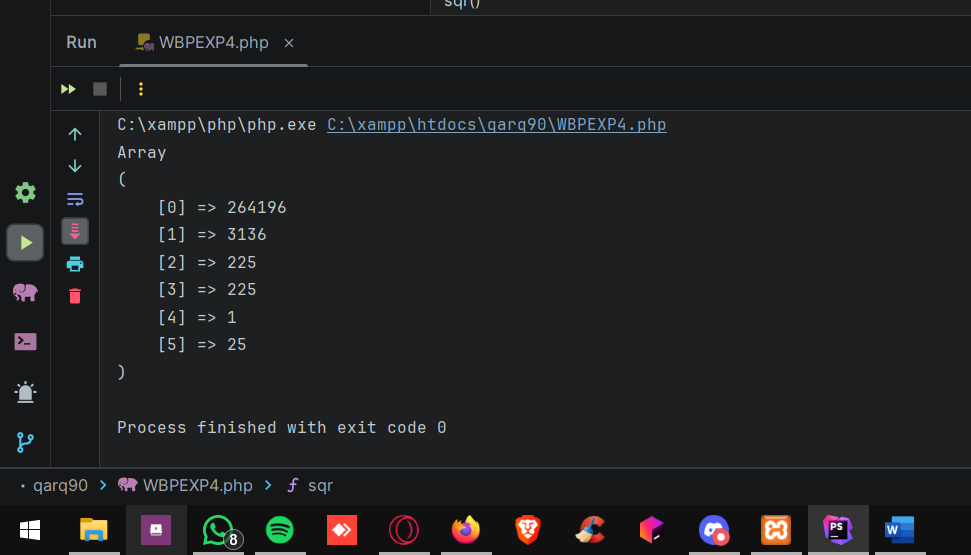 sqr()
Run WBPEXP4.php
C:\xampp\php\php.exe C:\xampp\htdocs\qarq90\WBPEXP4.php
Array
(
[0] => 264196
[1] => 3136
[2] => 225
[3] => 225
[4] => 1
[5] => 25
)
Process finished with exit code 0
qarq90 WBPEXP4.php sqr
8 PS W